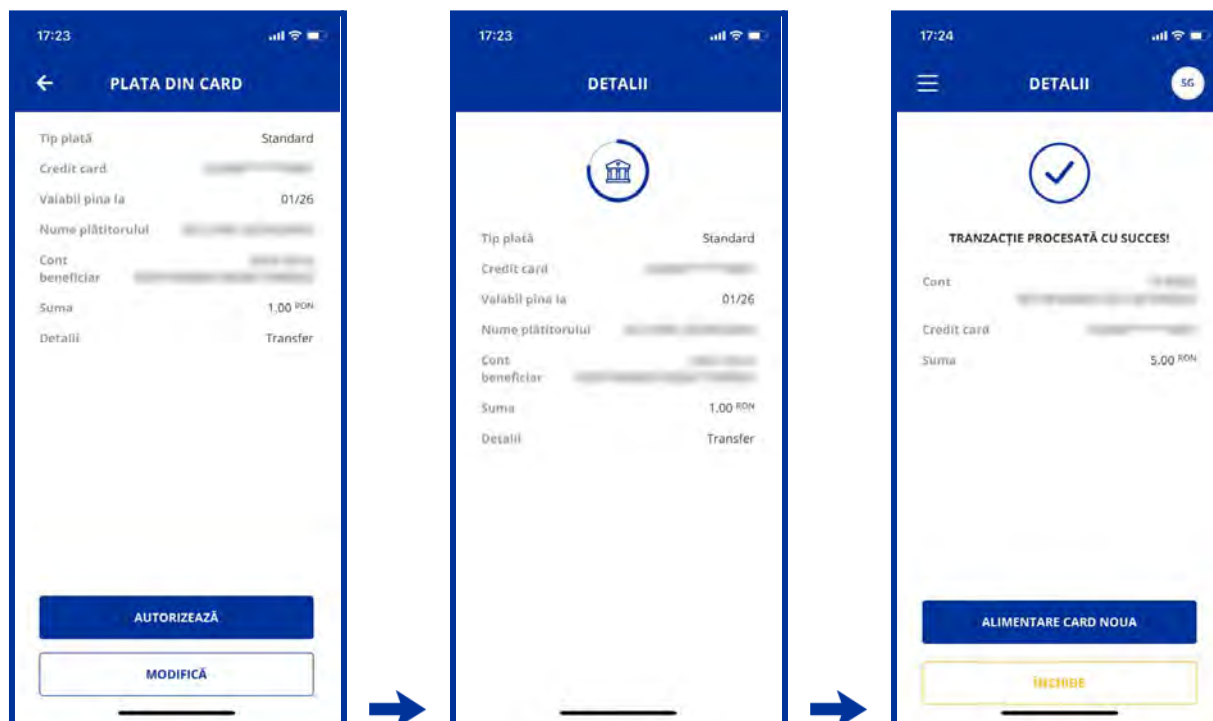 17:23
PLATA DIN CARD
Tip plată Standard
Credit card
Valabil pina la 01/26
Nume plătitorului
Cont
beneficiar
Suma 1.00 RON
Detalii Transfer
AUTORIZEAZĂ
MODIFICĂ
17:23
DETALII
Tip plată Standard
Credit card
Valabil pina la 01/26
Nume plătitorului
Cont
beneficiar
Suma 1.00 RON
Detalii Transfer
17:24
DETALII SG
TRANZACȚIE PROCESATĂ CU SUCCES!
Cont
Credit card
Suma 5.00 RON
ALIMENTARE CARD NOUA
ÎNCHIDE